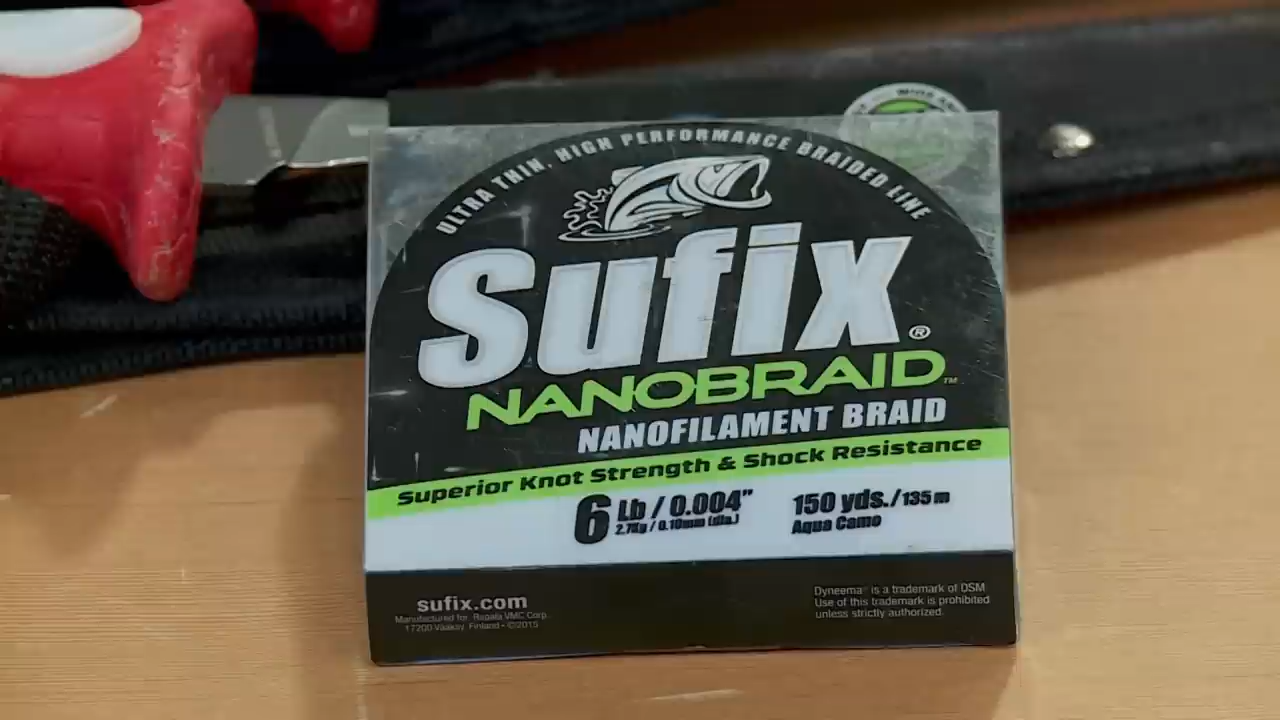 ULTRA THIN, HIGH PERFORMANCE BRAIDED LINE
Sufix®
NANOBRAID™
NANOFILAMENT BRAID
Superior Knot Strength & Shock Resistance
6 Lb / 0.004” 150 yds./135m
2.7Kg / 0.10mm (dia.) Aqua Camo
sufix.com
Manufactured for: Rapala VMC Corp.
17200 Vääksy, Finland • ©2015
Dyneema® is a trademark of DSM
Use of this trademark is prohibited
unless strictly authorized.